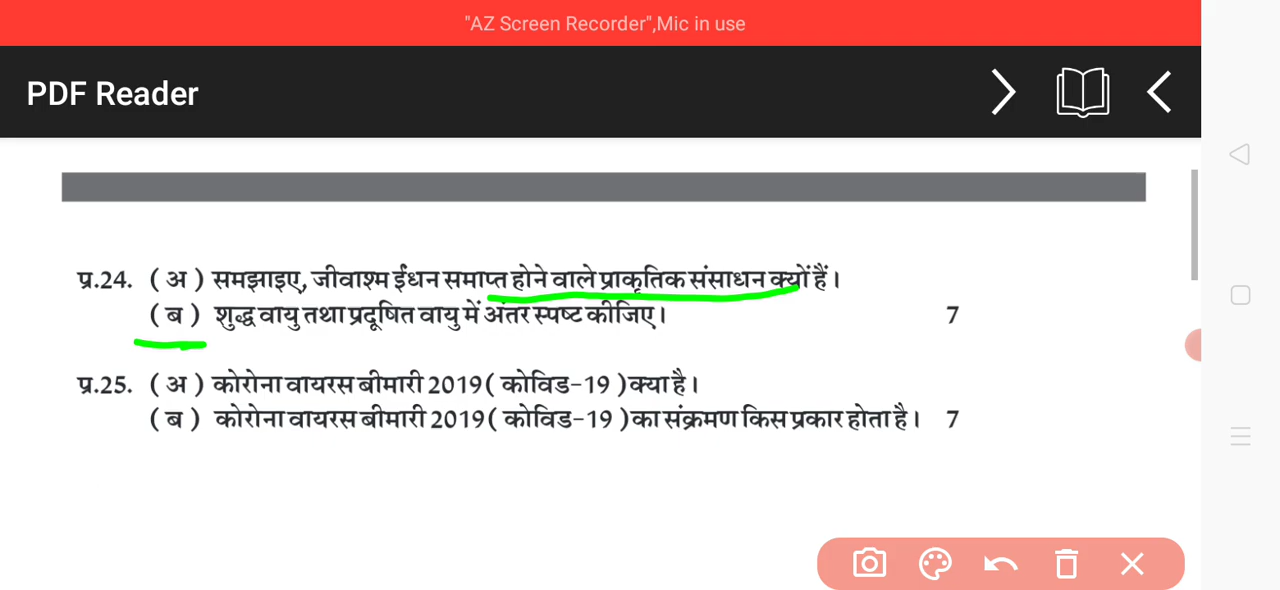 "AZ Screen Recorder",Mic in use
PDF Reader
प्र.24. ( अ ) समझाइए, जीवाश्म ईंधन समाप्त होने वाले प्राकृतिक संसाधन क्यों हैं।
( ब ) शुद्ध वायु तथा प्रदूषित वायु में अंतर स्पष्ट कीजिए। 7
प्र.25. ( अ ) कोरोना वायरस बीमारी 2019 ( कोविड-19 ) क्या है।
( ब ) कोरोना वायरस बीमारी 2019 ( कोविड-19 ) का संक्रमण किस प्रकार होता है। 7